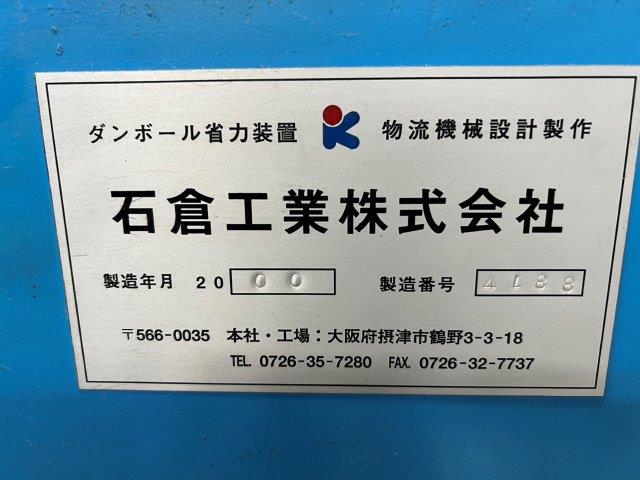 ダンボール省力装置 K 物流機械設計製作
石倉工業株式会社
製造年月 20 00 製造番号 4188
〒566-0035 本社・工場：大阪府摂津市鶴野3-3-18
TEL. 0726-35-7280 FAX. 0726-32-7737